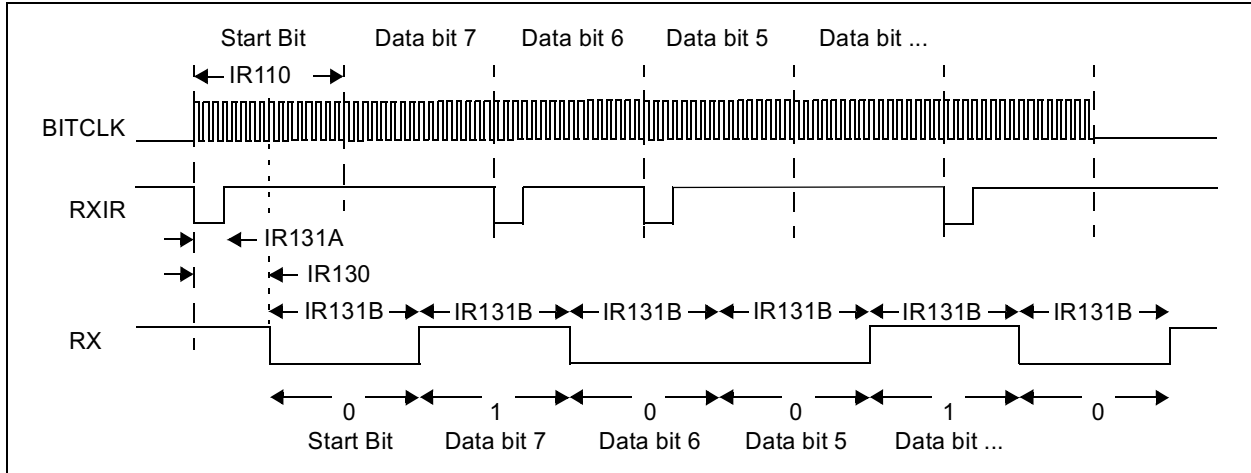 Start Bit Data bit 7 Data bit 6 Data bit 5 Data bit ...
IR110
BITCLK
RXIR
IR131A
IR130
IR131B IR131B IR131B IR131B IR131B IR131B
RX
0 1 0 0 1 0
Start Bit Data bit 7 Data bit 6 Data bit 5 Data bit ...